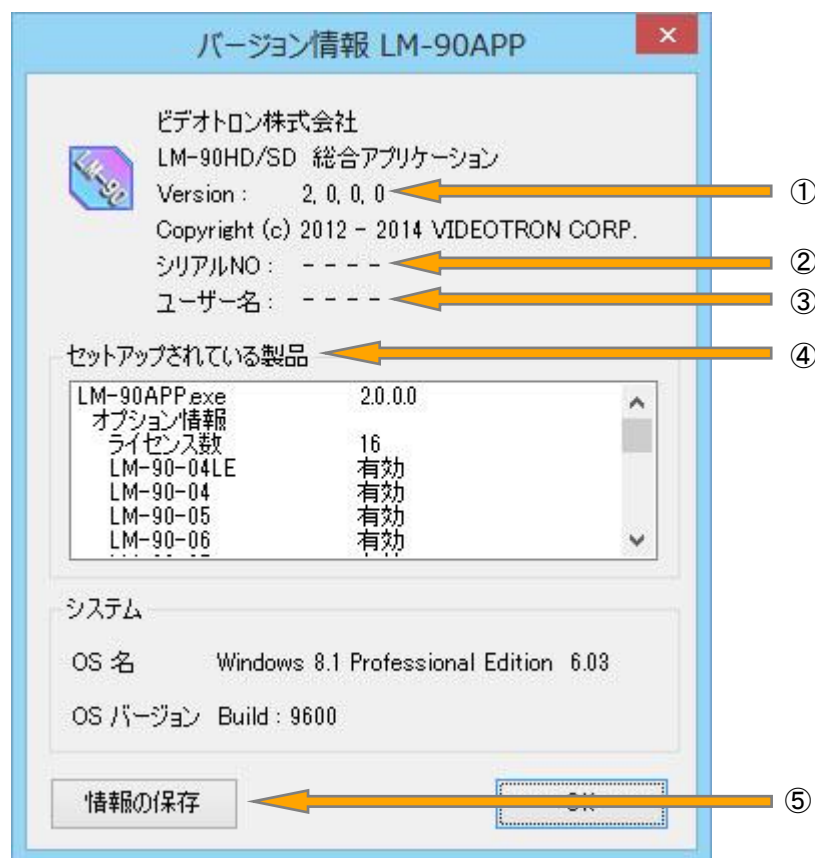 バージョン情報 LM-90APP
ビデオトロン株式会社
LM-90
LM-90HD/SD 総合アプリケーション
Version : 2, 0, 0, 0
①
Copyright (c) 2012 - 2014 VIDEOTRON CORP.
シリアルNO : - - - -
②
ユーザー名 : - - - -
③
セットアップされている製品
④
LM-90APP.exe 2.0.0.0
オプション情報
ライセンス数 16
LM-90-04LE 有効
LM-90-04 有効
LM-90-05 有効
LM-90-06 有効
システム
OS 名 Windows 8.1 Professional Edition 6.03
OS バージョン Build : 9600
情報の保存
⑤